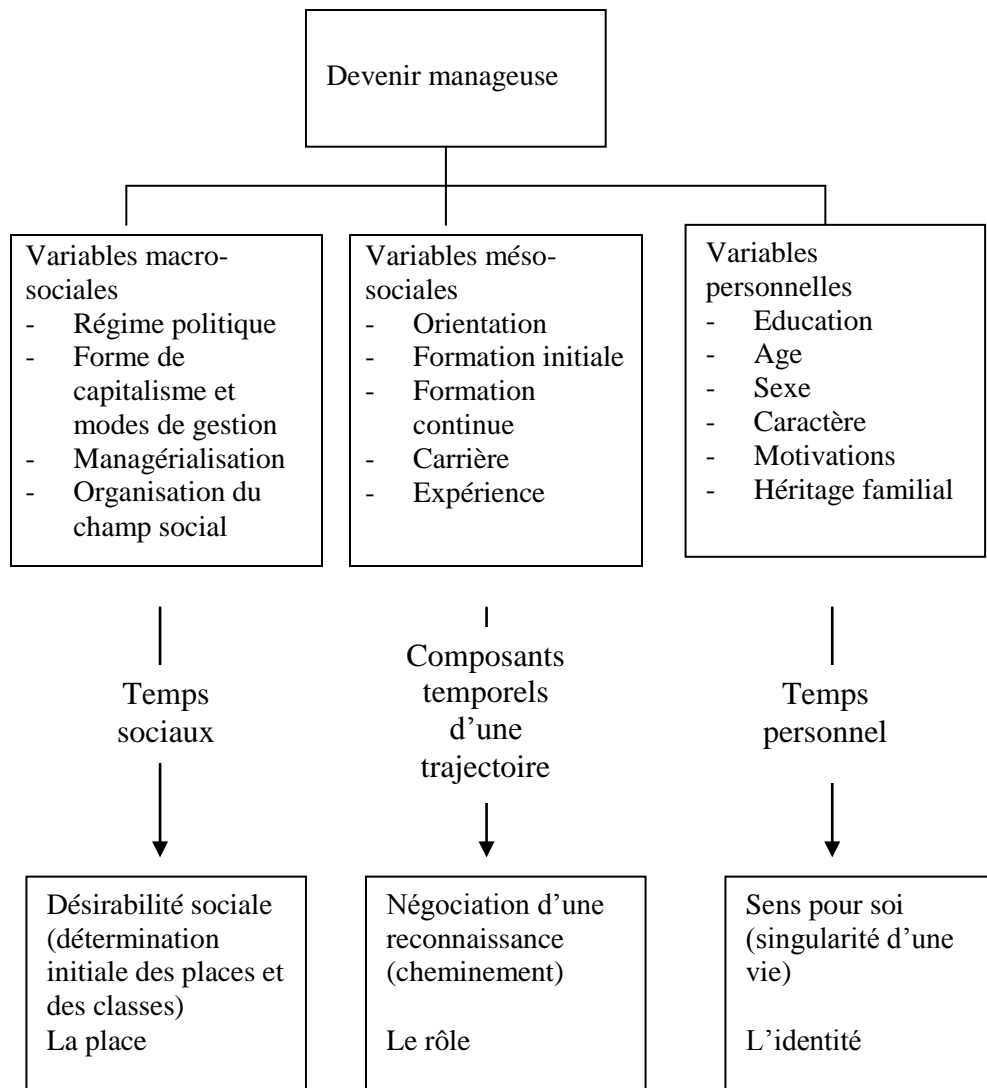 Devenir manageuse
Variables macro-
sociales
- Régime politique
- Forme de
capitalisme et
modes de gestion
- Managérialisation
- Organisation du
champ social
Variables méso-
sociales
- Orientation
- Formation initiale
- Formation
continue
- Carrière
- Expérience
Variables
personnelles
- Education
- Age
- Sexe
- Caractère
- Motivations
- Héritage familial
Temps
sociaux
Composants
temporels
d’une
trajectoire
Temps
personnel
Désirabilité sociale
(détermination
initiale des places et
des classes)
La place
Négociation d’une
reconnaissance
(cheminement)
Le rôle
Sens pour soi
(singularité d’une
vie)
L’identité